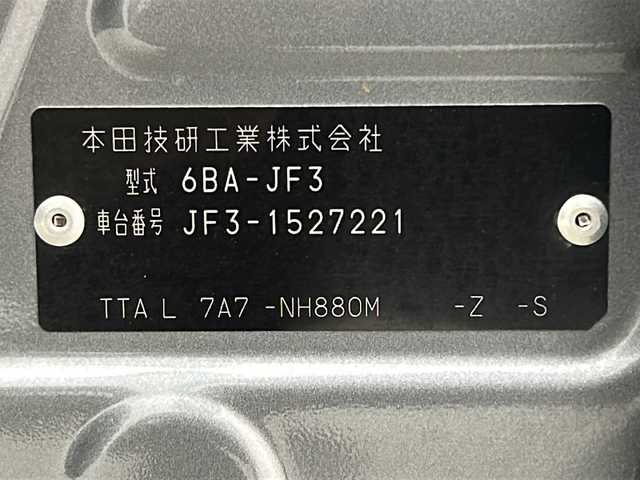 本田技研工業株式会社
型式 6BA-JF3
車台番号 JF3-1527221
TTA L 7A7 -NH880M -Z -S